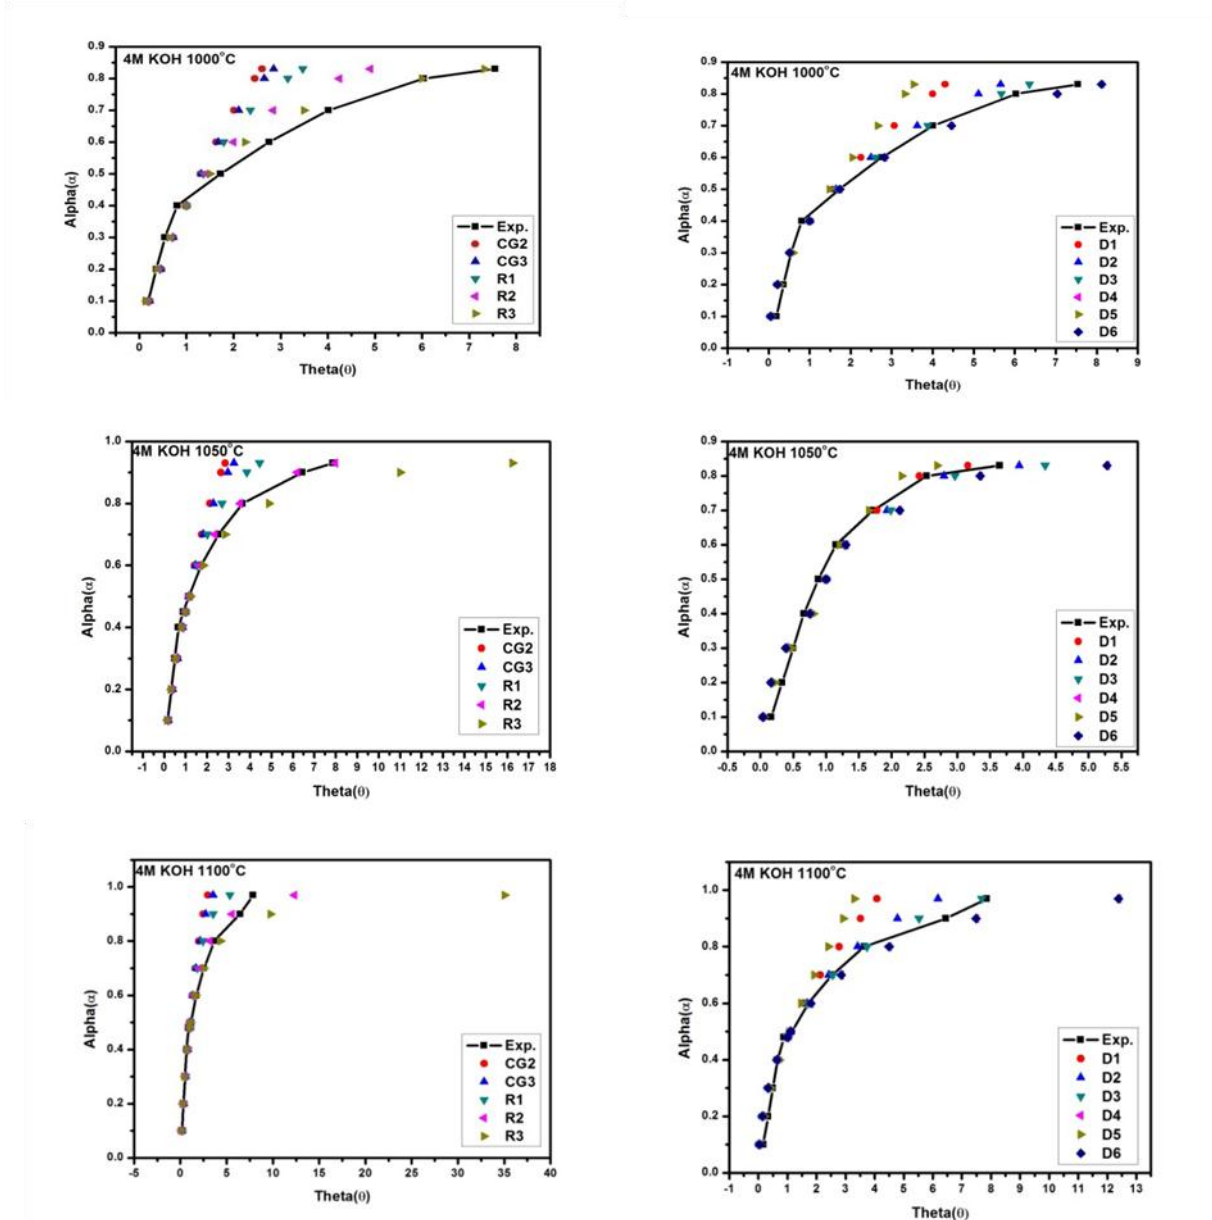 4M KOH 1000°C
Alpha(α)
0.9
0.8
0.7
0.6
0.5
0.4
0.3
0.2
0.1
0.0
Exp.
CG2
CG3
R1
R2
R3
0 1 2 3 4 5 6 7 8
Theta(θ)
4M KOH 1000°C
Alpha(α)
0.9
0.8
0.7
0.6
0.5
0.4
0.3
0.2
0.1
0.0
Exp.
D1
D2
D3
D4
D5
D6
-1 0 1 2 3 4 5 6 7 8 9
Theta(θ)
4M KOH 1050°C
Alpha(α)
1.0
0.8
0.6
0.4
0.2
0.0
Exp.
CG2
CG3
R1
R2
R3
-1 0 1 2 3 4 5 6 7 8 9 10 11 12 13 14 15 16 17 18
Theta(θ)
4M KOH 1050°C
Alpha(α)
0.9
0.8
0.7
0.6
0.5
0.4
0.3
0.2
0.1
0.0
Exp.
D1
D2
D3
D4
D5
D6
-0.5 0.0 0.5 1.0 1.5 2.0 2.5 3.0 3.5 4.0 4.5 5.0 5.5
Theta(θ)
4M KOH 1100°C
Alpha(α)
1.0
0.8
0.6
0.4
0.2
0.0
Exp.
CG2
CG3
R1
R2
R3
-5 0 5 10 15 20 25 30 35 40
Theta(θ)
4M KOH 1100°C
Alpha(α)
1.0
0.8
0.6
0.4
0.2
0.0
Exp.
D1
D2
D3
D4
D5
D6
-1 0 1 2 3 4 5 6 7 8 9 10 11 12 13
Theta(θ)